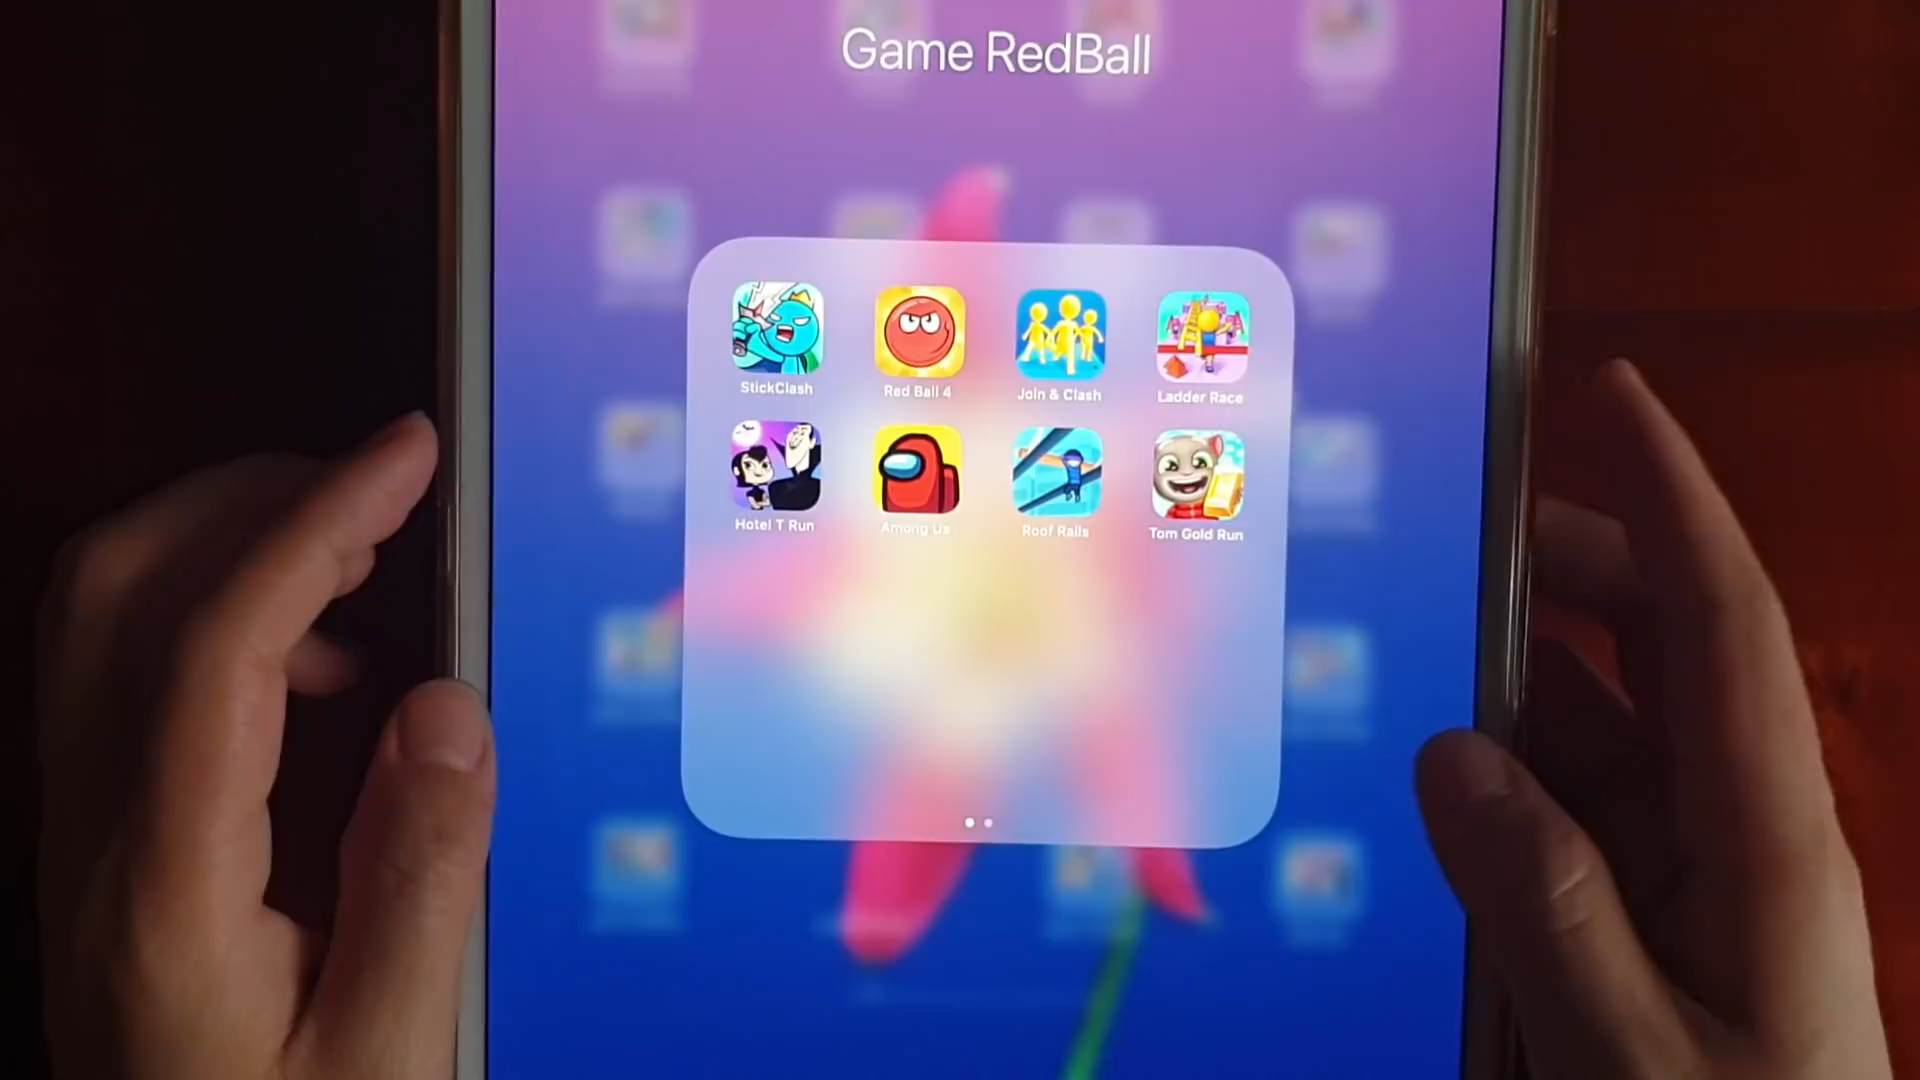 Game RedBall
StickClash
Red Ball 4
Join & Clash
Ladder Race
Hotel T Run
Among Us
Roof Rails
Tom Gold Run